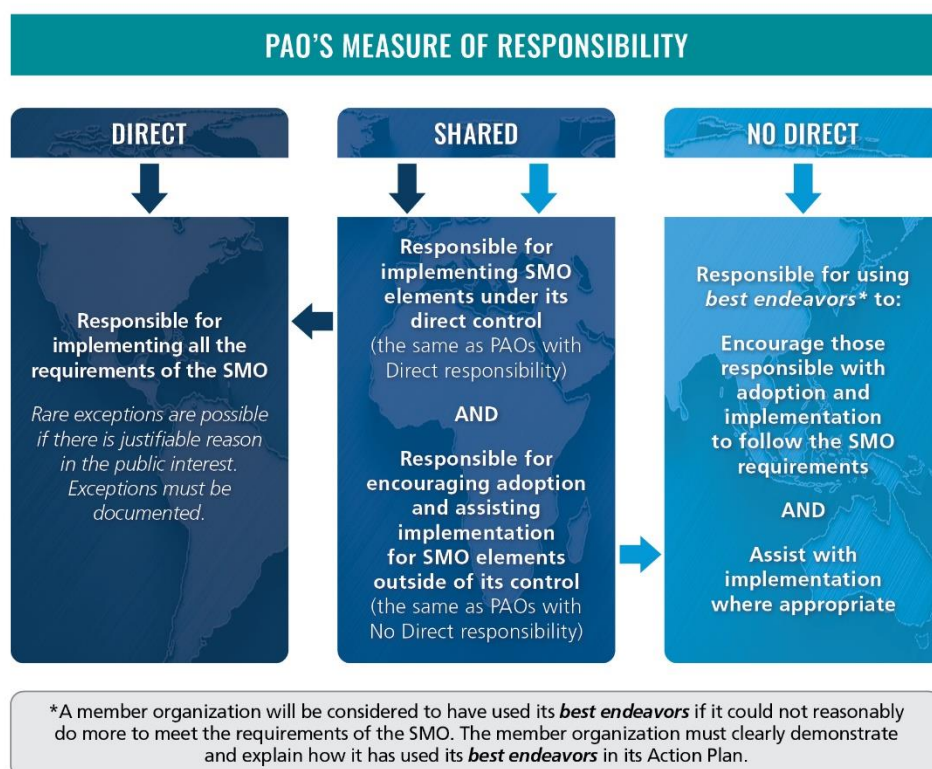 PAO'S MEASURE OF RESPONSIBILITY
DIRECT
Responsible for
implementing all the
requirements of the SMO
Rare exceptions are possible
if there is justifiable reason
in the public interest.
Exceptions must be
documented.
SHARED
Responsible for
implementing SMO
elements under its
direct control
(the same as PAOs with
Direct responsibility)
AND
Responsible for
encouraging adoption
and assisting
implementation
for SMO elements
outside of its control
(the same as PAOs with
No Direct responsibility)
NO DIRECT
Responsible for using
best endeavors* to:
Encourage those
responsible with
adoption and
implementation
to follow the SMO
requirements
AND
Assist with
implementation
where appropriate
*A member organization will be considered to have used its best endeavors if it could not reasonably
do more to meet the requirements of the SMO. The member organization must clearly demonstrate
and explain how it has used its best endeavors in its Action Plan.